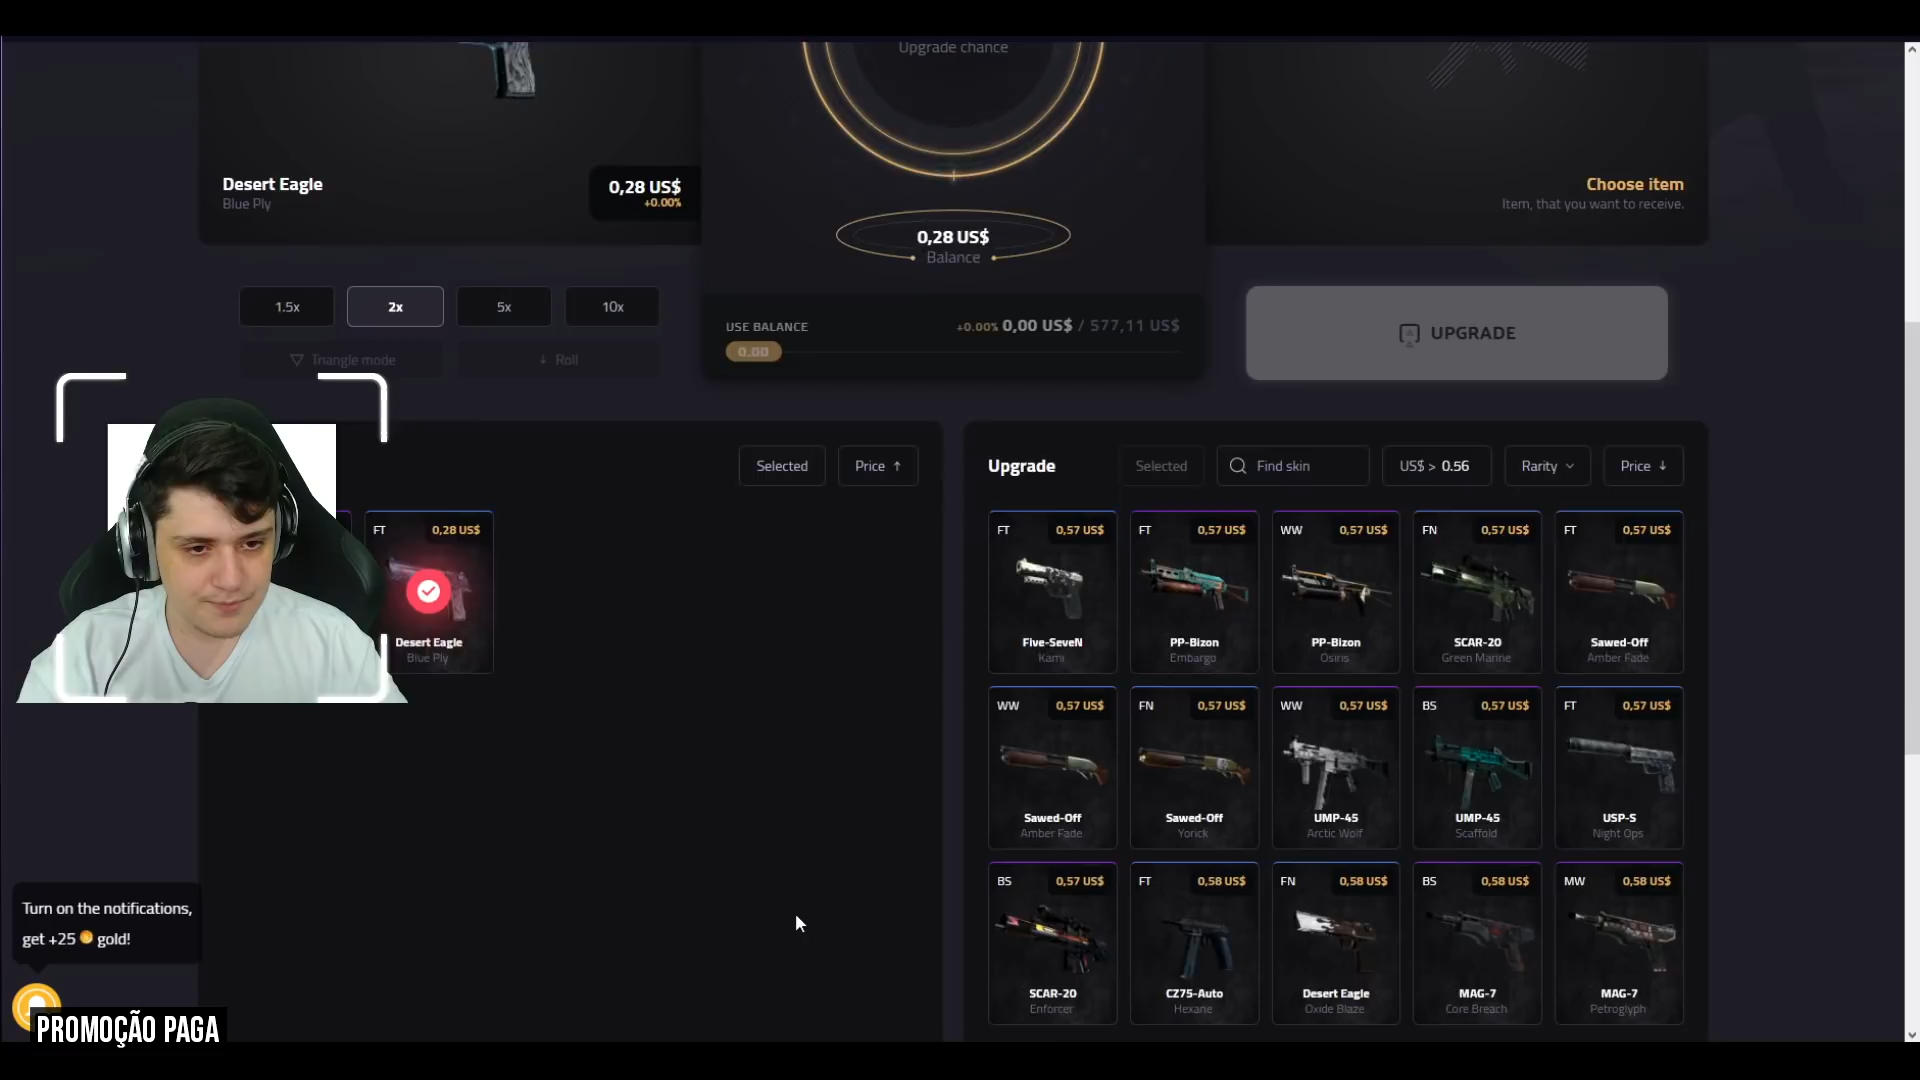 Upgrade chance
Desert Eagle
Blue Ply
0,28 US$
+0.00%
Choose item
Item, that you want to receive.
0,28 US$
Balance
1.5x
2x
5x
10x
USE BALANCE
+0.00% 0,00 US$ / 577,11 US$
0.00
UPGRADE
Triangle mode
Roll
Selected
Price
Upgrade
Selected
Find skin
US$ > 0.56
Rarity
Price
FT
0,28 US$
Desert Eagle
Blue Ply
FT 0,57 US$
Five-SeveN
Kami
FT 0,57 US$
PP-Bizon
Embargo
WW 0,57 US$
PP-Bizon
Osiris
FN 0,57 US$
SCAR-20
Green Marine
FT 0,57 US$
Sawed-Off
Amber Fade
WW 0,57 US$
Sawed-Off
Amber Fade
FN 0,57 US$
Sawed-Off
Yorick
WW 0,57 US$
UMP-45
Arctic Wolf
BS 0,57 US$
UMP-45
Scaffold
FT 0,57 US$
USP-S
Night Ops
BS 0,57 US$
SCAR-20
Enforcer
FT 0,58 US$
CZ75-Auto
Hexane
FN 0,58 US$
Desert Eagle
Oxide Blaze
BS 0,58 US$
MAG-7
Core Breach
MW 0,58 US$
MAG-7
Petroglyph
Turn on the notifications,
get +25 gold!
PROMOÇÃO PAGA